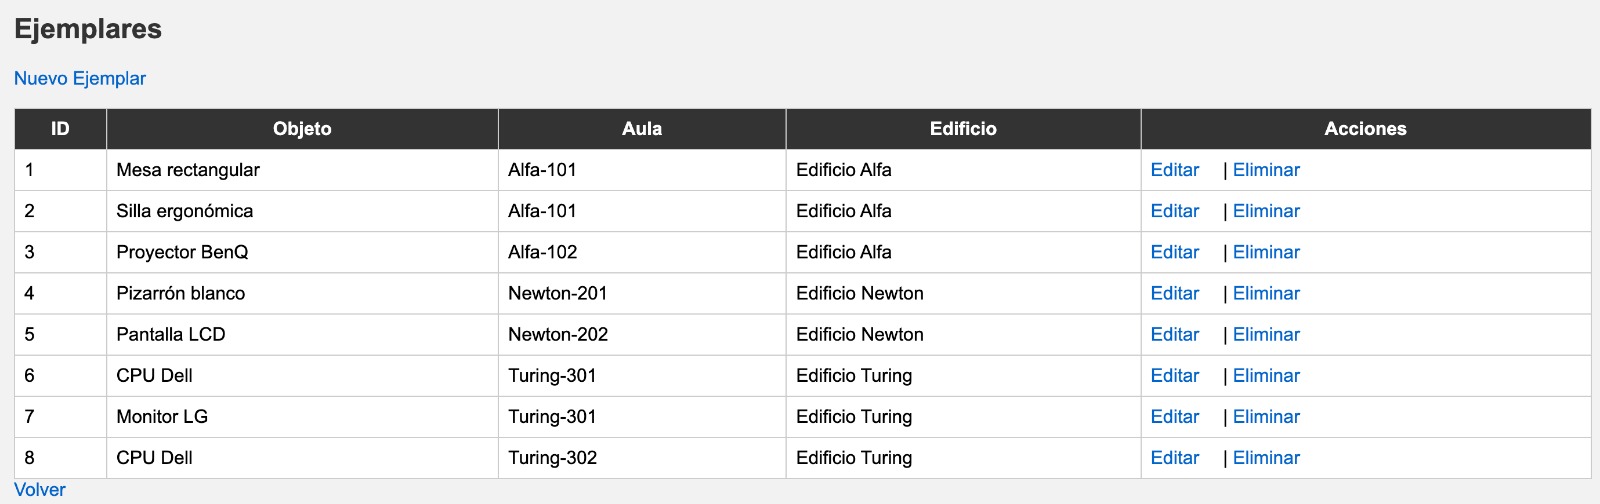 Ejemplares
Nuevo Ejemplar
ID Objeto Aula Edificio Acciones
1 Mesa rectangular Alfa-101 Edificio Alfa Editar | Eliminar
2 Silla ergonómica Alfa-101 Edificio Alfa Editar | Eliminar
3 Proyector BenQ Alfa-102 Edificio Alfa Editar | Eliminar
4 Pizarrón blanco Newton-201 Edificio Newton Editar | Eliminar
5 Pantalla LCD Newton-202 Edificio Newton Editar | Eliminar
6 CPU Dell Turing-301 Edificio Turing Editar | Eliminar
7 Monitor LG Turing-301 Edificio Turing Editar | Eliminar
8 CPU Dell Turing-302 Edificio Turing Editar | Eliminar
Volver